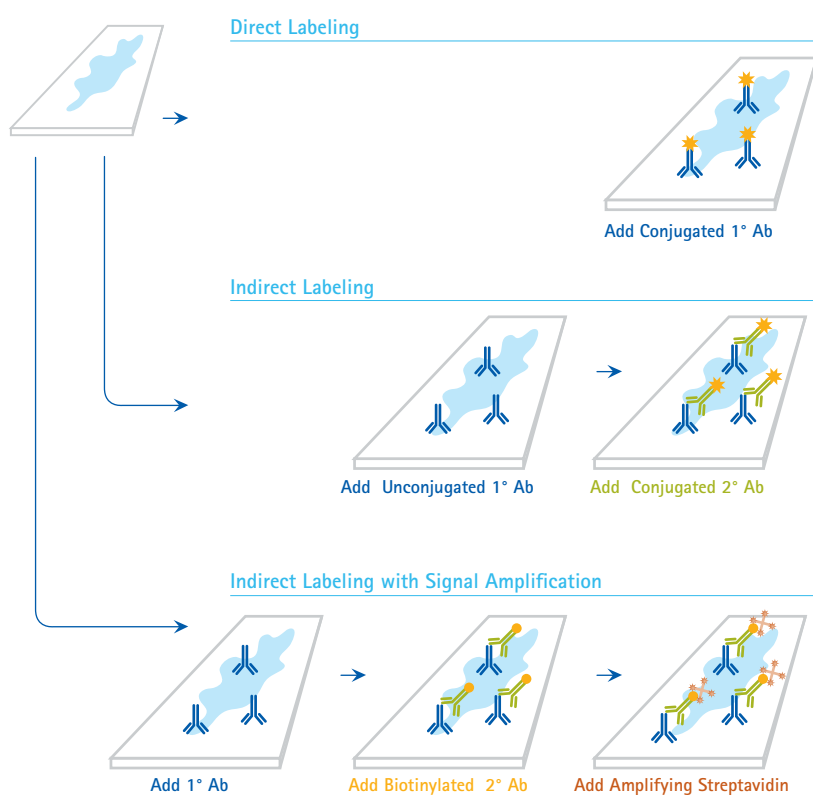 Direct Labeling
Add Conjugated 1° Ab
Indirect Labeling
Add Unconjugated 1° Ab
Add Conjugated 2° Ab
Indirect Labeling with Signal Amplification
Add 1° Ab
Add Biotinylated 2° Ab
Add Amplifying Streptavidin